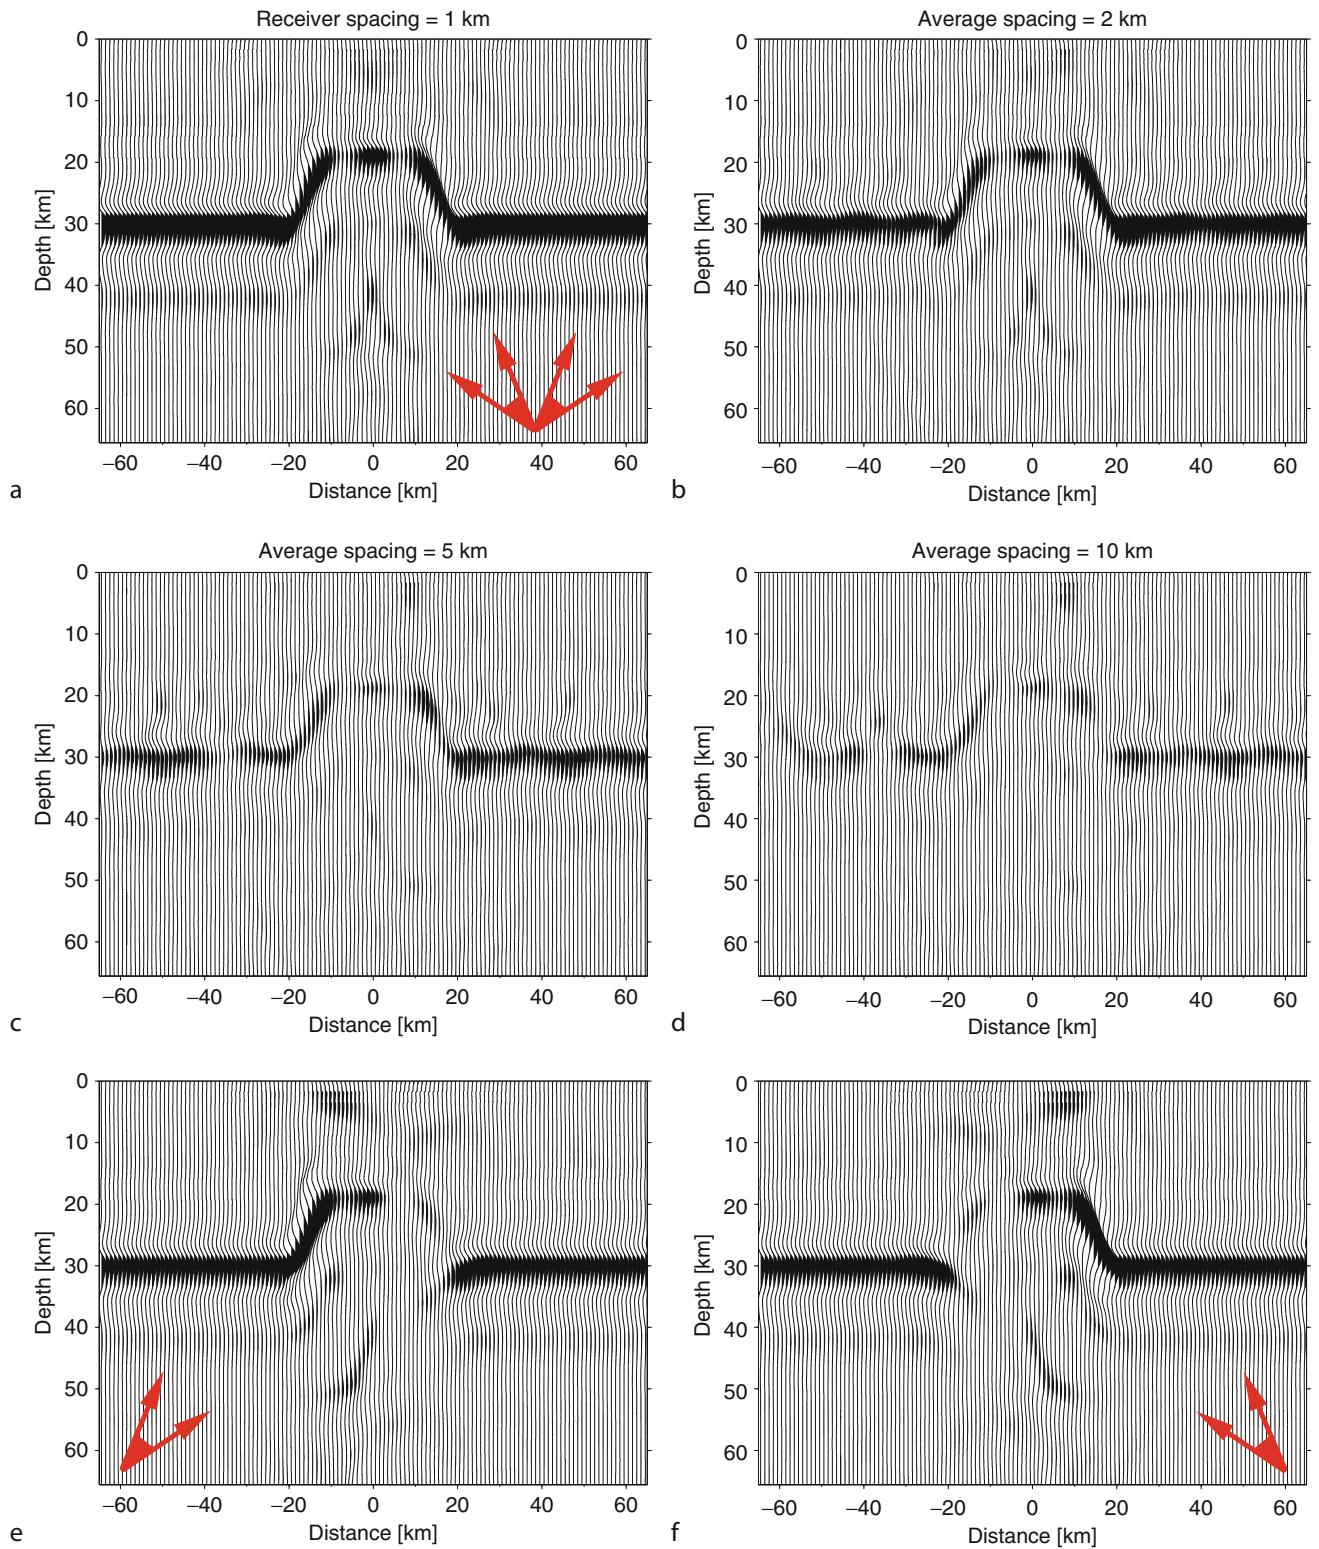 Receiver spacing = 1 km
0
10
20
30
40
50
60
Depth [km]
−60 −40 −20 0 20 40 60
Distance [km]
a
Average spacing = 2 km
0
10
20
30
40
50
60
Depth [km]
−60 −40 −20 0 20 40 60
Distance [km]
b
Average spacing = 5 km
0
10
20
30
40
50
60
Depth [km]
−60 −40 −20 0 20 40 60
Distance [km]
c
Average spacing = 10 km
0
10
20
30
40
50
60
Depth [km]
−60 −40 −20 0 20 40 60
Distance [km]
d
0
10
20
30
40
50
60
Depth [km]
−60 −40 −20 0 20 40 60
Distance [km]
e
0
10
20
30
40
50
60
Depth [km]
−60 −40 −20 0 20 40 60
Distance [km]
f